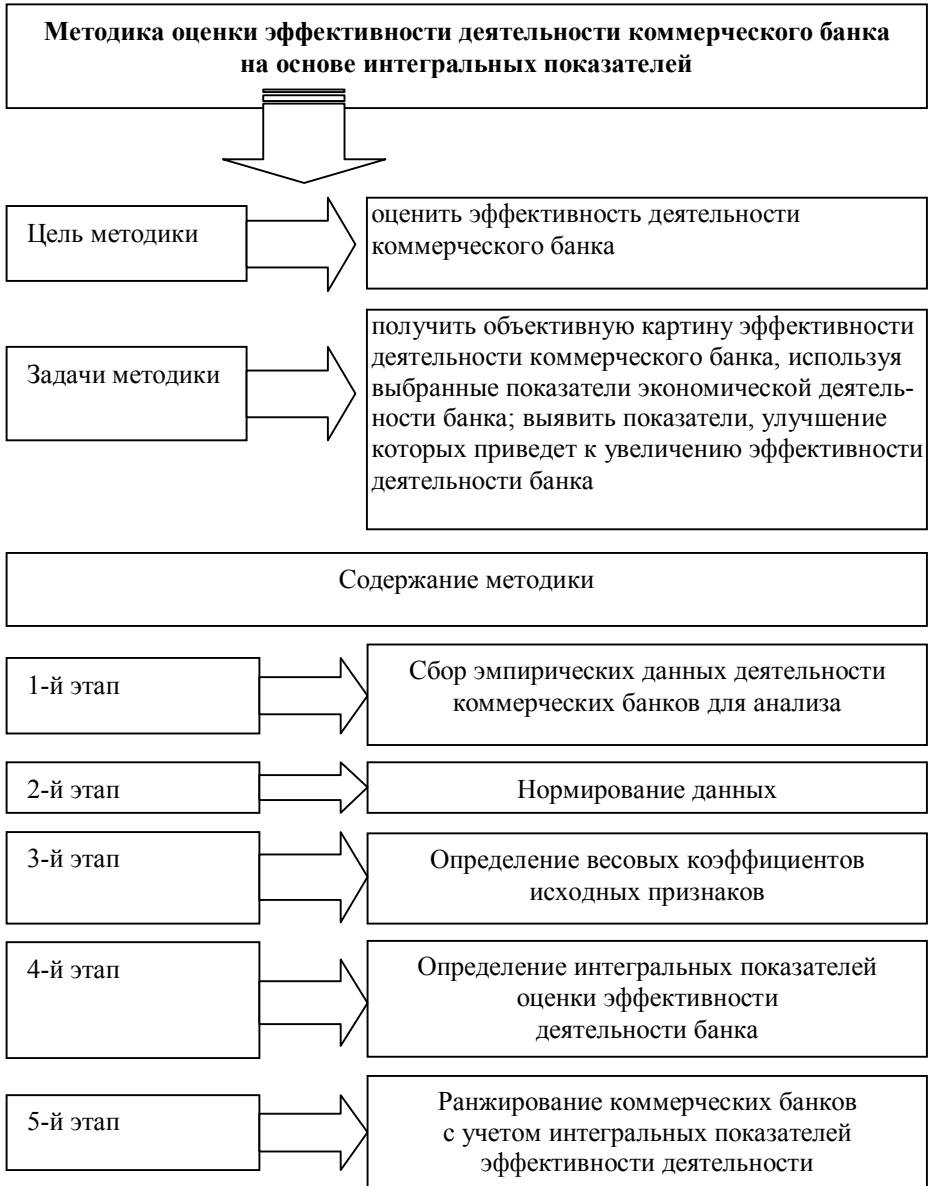 Методика оценки эффективности деятельности коммерческого банка
на основе интегральных показателей
Цель методики
оценить эффективность деятельности
коммерческого банка
Задачи методики
получить объективную картину эффективности
деятельности коммерческого банка, используя
выбранные показатели экономической деятель-
ности банка; выявить показатели, улучшение
которых приведет к увеличению эффективности
деятельности банка
Содержание методики
1-й этап
Сбор эмпирических данных деятельности
коммерческих банков для анализа
2-й этап
Нормирование данных
3-й этап
Определение весовых коэффициентов
исходных признаков
4-й этап
Определение интегральных показателей
оценки эффективности
деятельности банка
5-й этап
Ранжирование коммерческих банков
с учетом интегральных показателей
эффективности деятельности